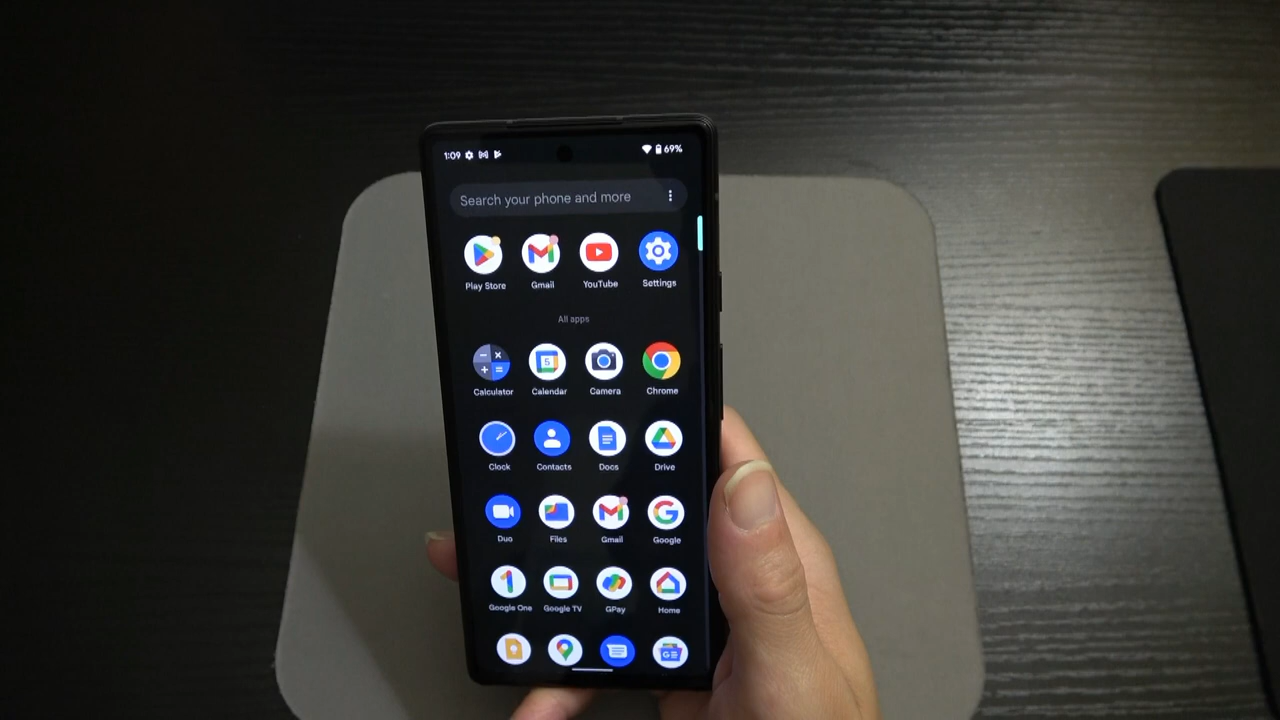 1:09 69%
Search your phone and more
Play Store Gmail YouTube Settings
All apps
Calculator Calendar Camera Chrome
Clock Contacts Docs Drive
Duo Files Gmail Google
Google One Google TV GPay Home